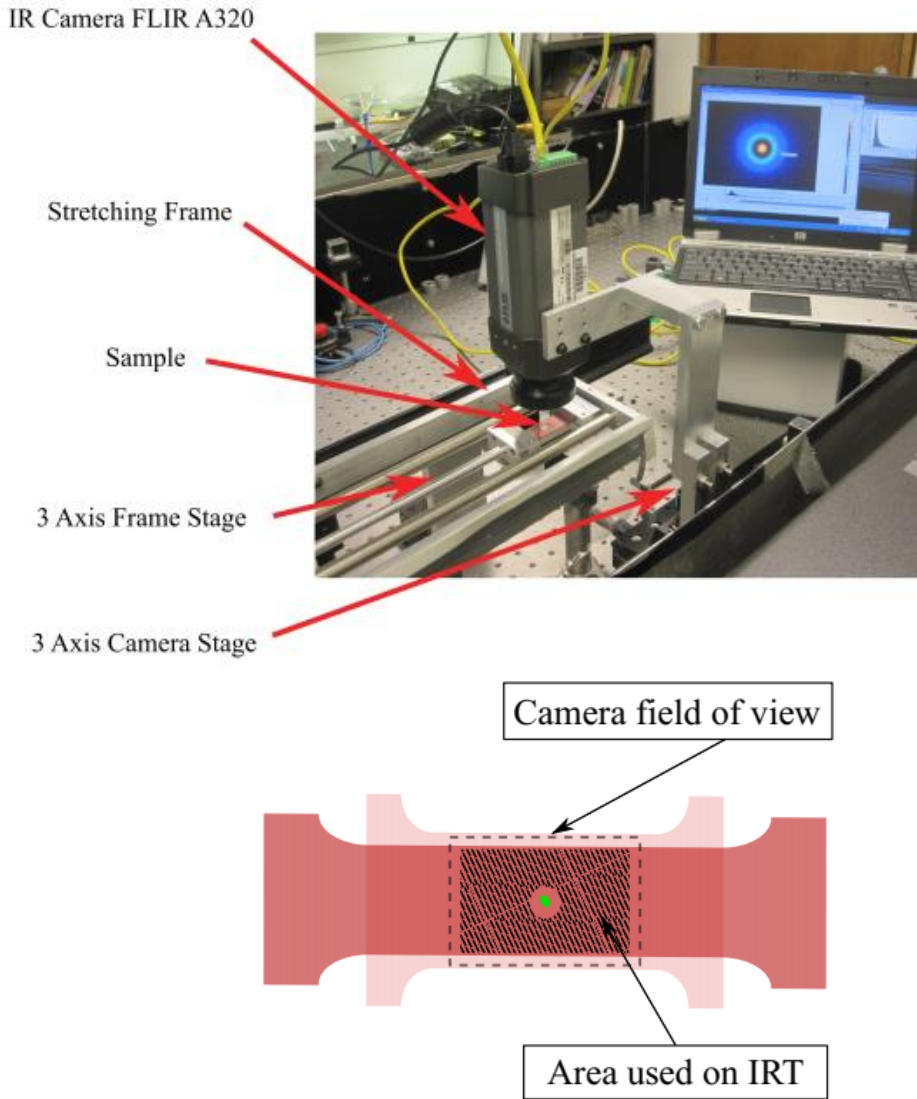 IR Camera FLIR A320
Stretching Frame
Sample
3 Axis Frame Stage
3 Axis Camera Stage
Camera field of view
Area used on IRT